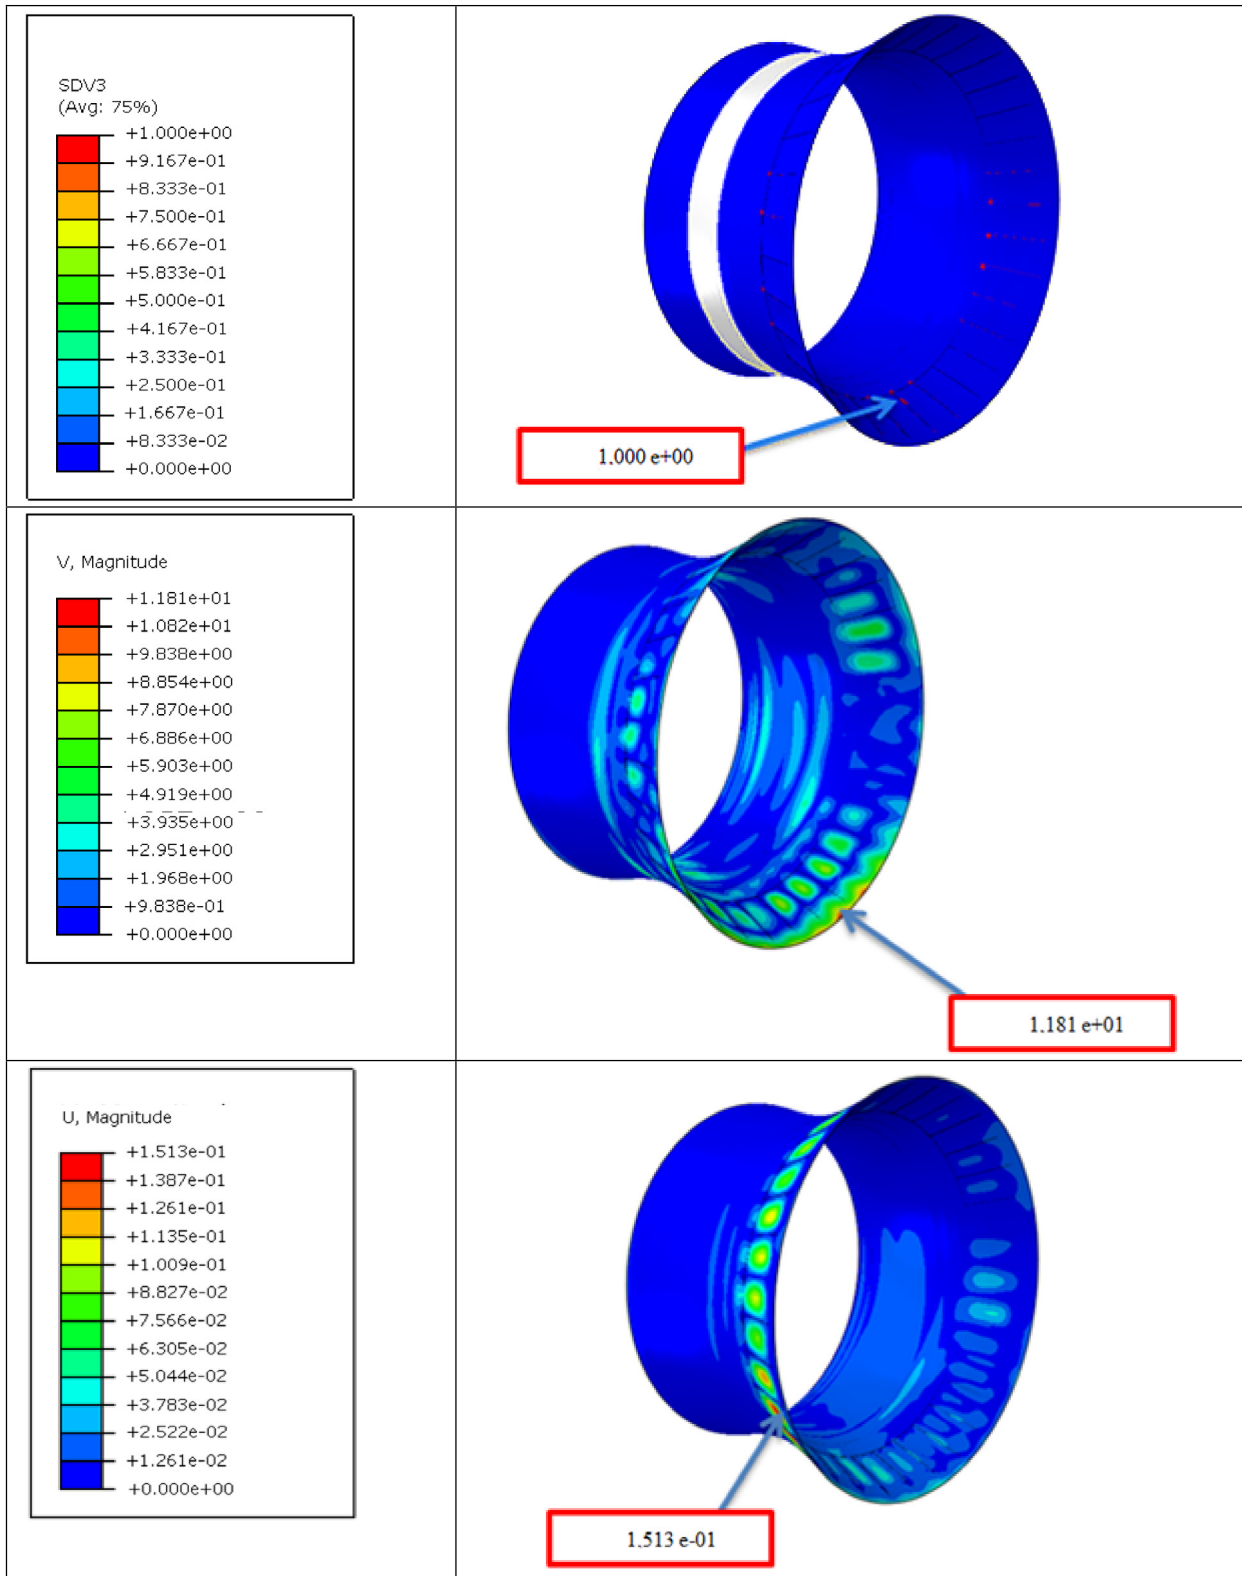 SDV3
(Avg: 75%)
+1.000e+00
+9.167e-01
+8.333e-01
+7.500e-01
+6.667e-01
+5.833e-01
+5.000e-01
+4.167e-01
+3.333e-01
+2.500e-01
+1.667e-01
+8.333e-02
+0.000e+00
1.000 e+00
V, Magnitude
+1.181e+01
+1.082e+01
+9.838e+00
+8.854e+00
+7.870e+00
+6.886e+00
+5.903e+00
+4.919e+00
+3.935e+00
+2.951e+00
+1.968e+00
+9.838e-01
+0.000e+00
1.181 e+01
U, Magnitude
+1.513e-01
+1.387e-01
+1.261e-01
+1.135e-01
+1.009e-01
+8.827e-02
+7.566e-02
+6.305e-02
+5.044e-02
+3.783e-02
+2.522e-02
+1.261e-02
+0.000e+00
1.513 e-01